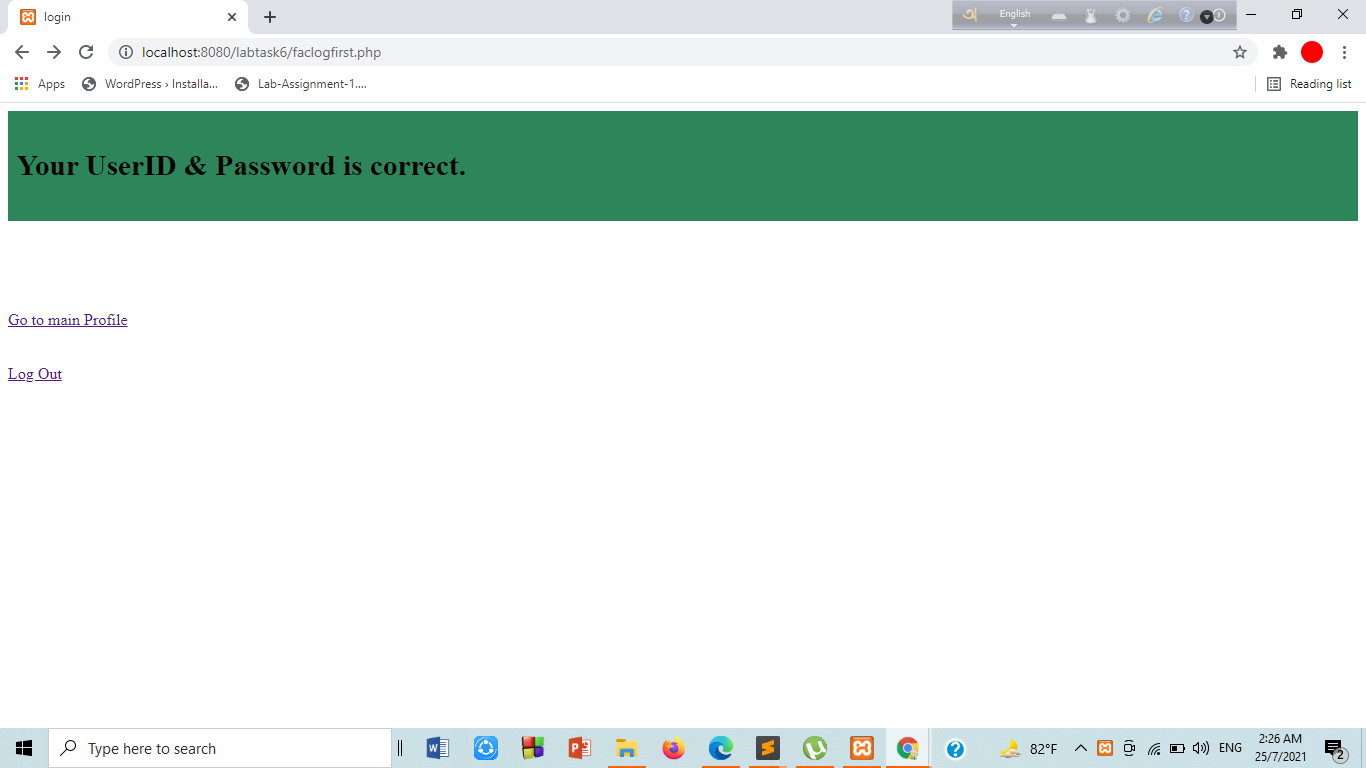 login
English
localhost:8080/labtask6/faclogfirst.php
Apps
WordPress › Installa...
Lab-Assignment-1....
Reading list
Your UserID & Password is correct.
Go to main Profile
Log Out
Type here to search
82°F
ENG
2:26 AM
25/7/2021
2